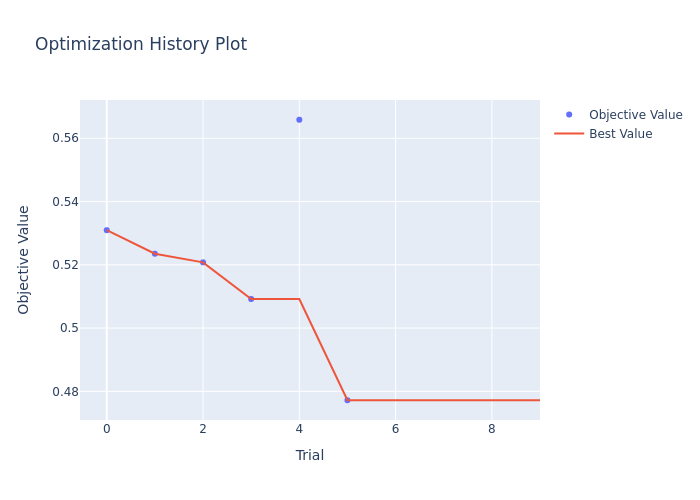 Optimization History Plot
Objective Value
Best Value
0.56
0.54
0.52
0.5
0.48
Objective Value
0 2 4 6 8
Trial